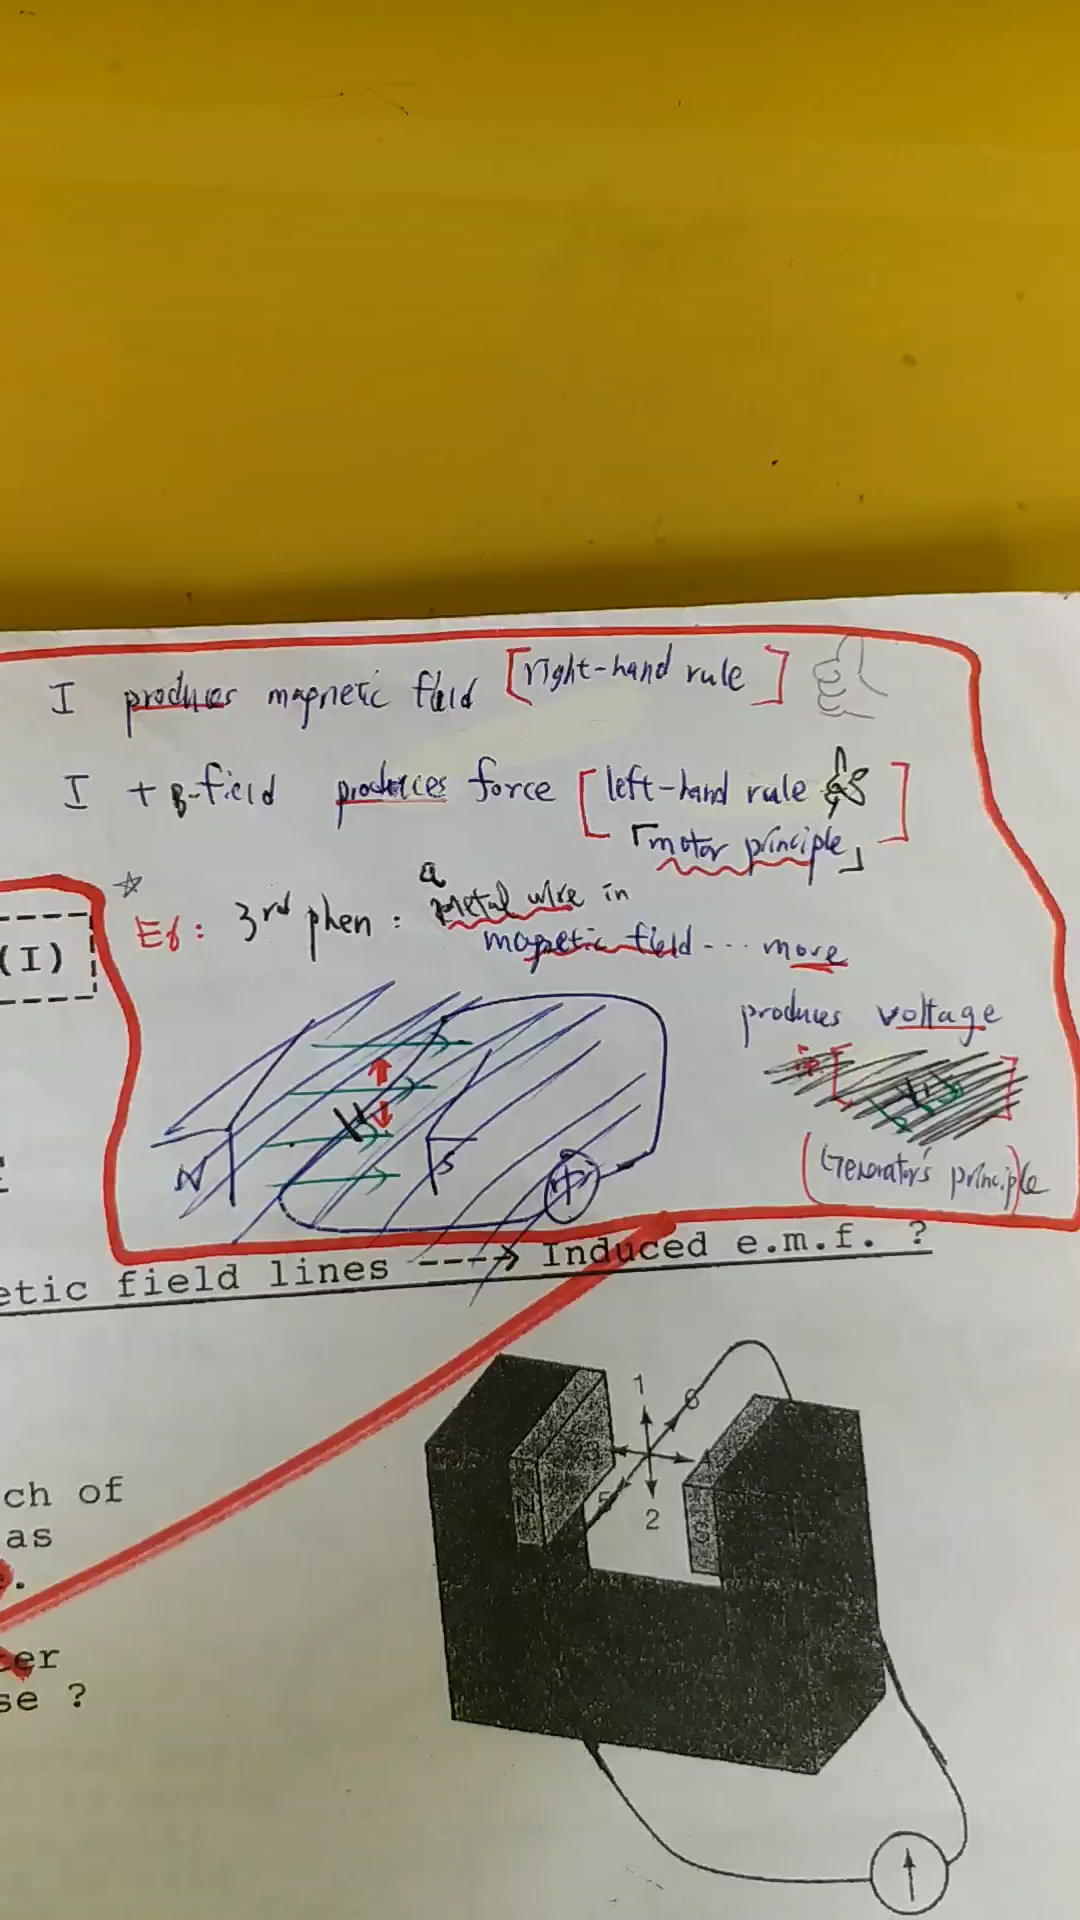 I produces magnetic field [right-hand rule]
I + B-field produces force [left-hand rule]
「motor principle」
☆
E6: 3rd phen: a metal wire in
magnetic field --- move
(I)
produces voltage
N
S
(Generator's principle)
etic field lines ----> Induced e.m.f. ?
1
6
ch of
5
as
2
S
er
se ?